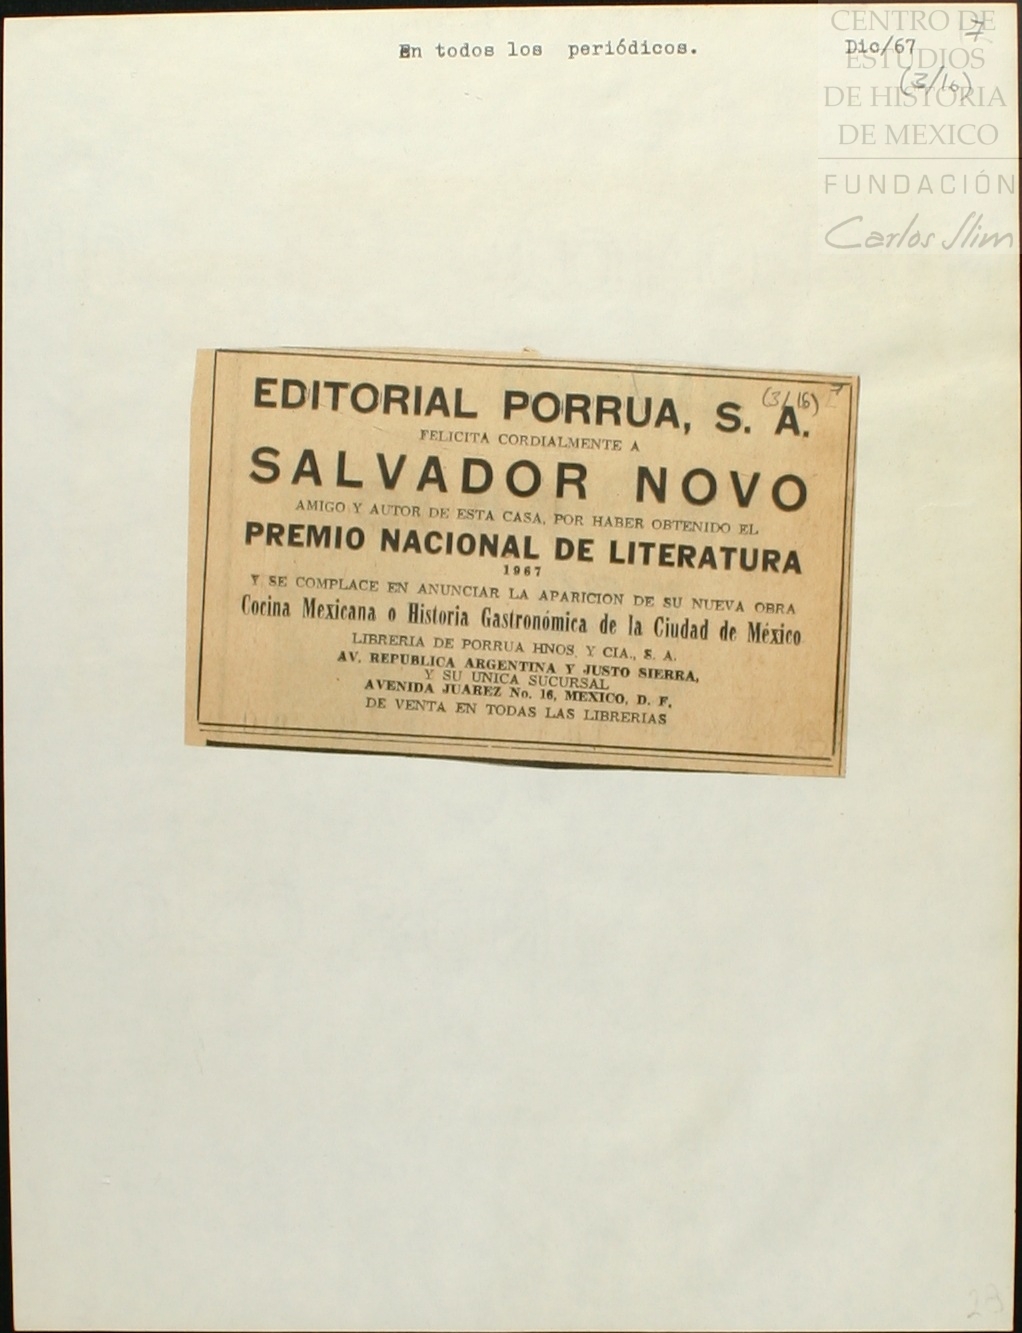 En todos los periódicos.
Dic/67
7
(3/16)
CENTRO DE
ESTUDIOS
DE HISTORIA
DE MEXICO
FUNDACIÓN
Carlos Slim
(3/16)
7
EDITORIAL PORRUA, S. A.
FELICITA CORDIALMENTE A
SALVADOR NOVO
AMIGO Y AUTOR DE ESTA CASA, POR HABER OBTENIDO EL
PREMIO NACIONAL DE LITERATURA
1967
Y SE COMPLACE EN ANUNCIAR LA APARICION DE SU NUEVA OBRA
Cocina Mexicana o Historia Gastronómica de la Ciudad de México
LIBRERIA DE PORRUA HNOS. Y CIA., S. A.
AV. REPUBLICA ARGENTINA Y JUSTO SIERRA,
Y SU UNICA SUCURSAL
AVENIDA JUAREZ No. 16, MEXICO, D. F.
DE VENTA EN TODAS LAS LIBRERIAS